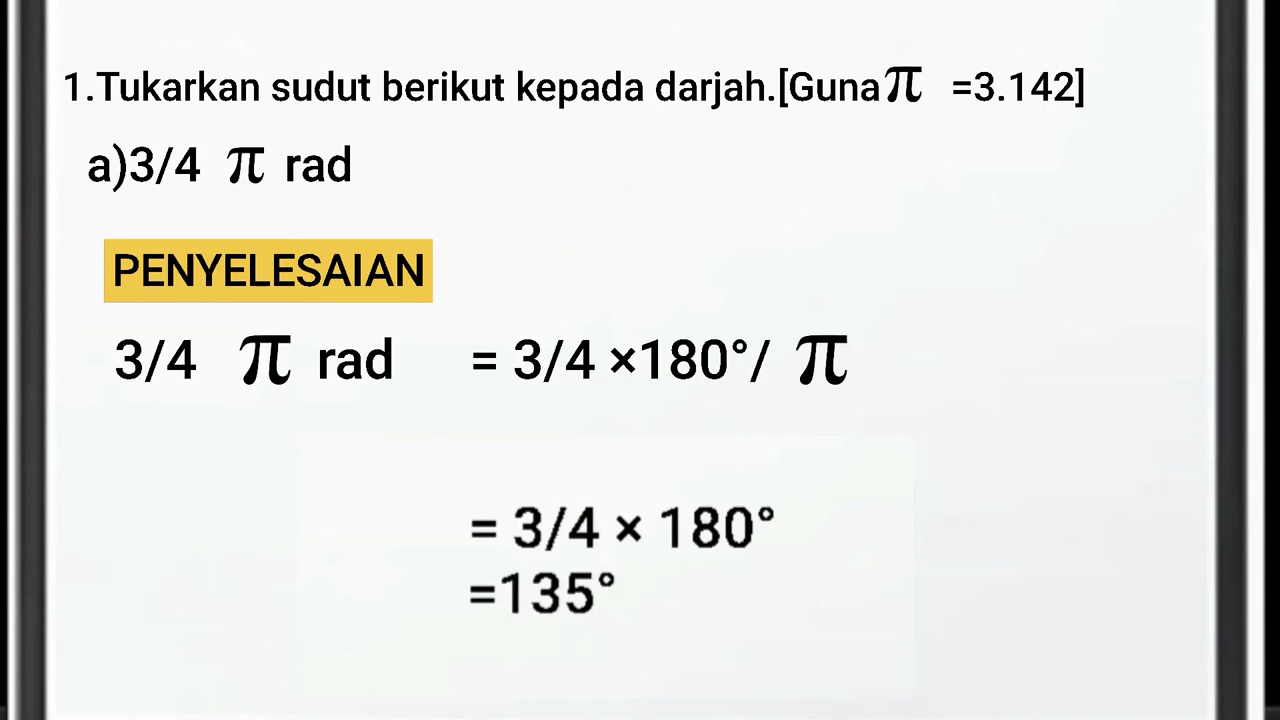 1.Tukarkan sudut berikut kepada darjah.[Guna π =3.142]
a)3/4 π rad
PENYELESAIAN
3/4 π rad = 3/4 ×180°/ π
= 3/4 × 180°
=135°